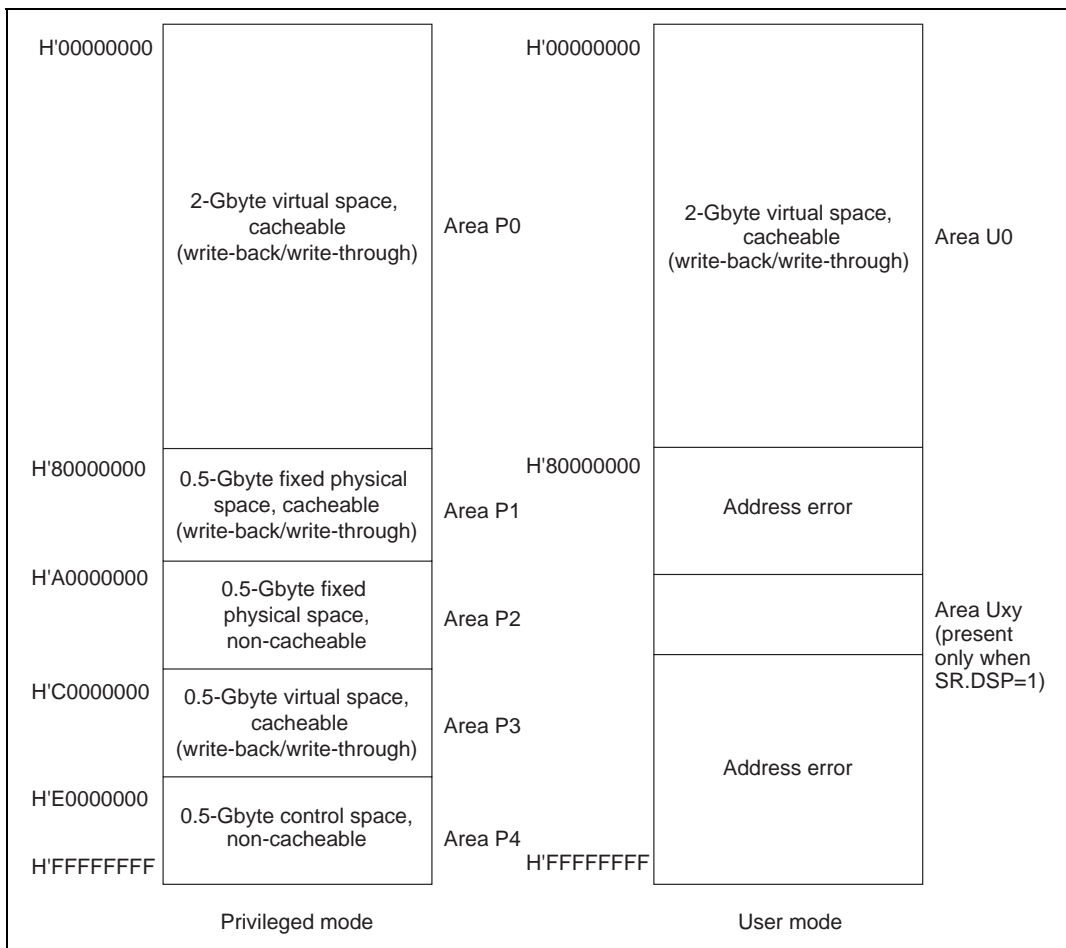 H'00000000
2-Gbyte virtual space,
cacheable
(write-back/write-through)
Area P0
H'80000000
0.5-Gbyte fixed physical
space, cacheable
(write-back/write-through)
Area P1
H'A0000000
0.5-Gbyte fixed
physical space,
non-cacheable
Area P2
H'C0000000
0.5-Gbyte virtual space,
cacheable
(write-back/write-through)
Area P3
H'E0000000
0.5-Gbyte control space,
non-cacheable
Area P4
H'FFFFFFFF
Privileged mode
H'00000000
2-Gbyte virtual space,
cacheable
(write-back/write-through)
Area U0
H'80000000
Address error
Area Uxy
(present
only when
SR.DSP=1)
Address error
H'FFFFFFFF
User mode